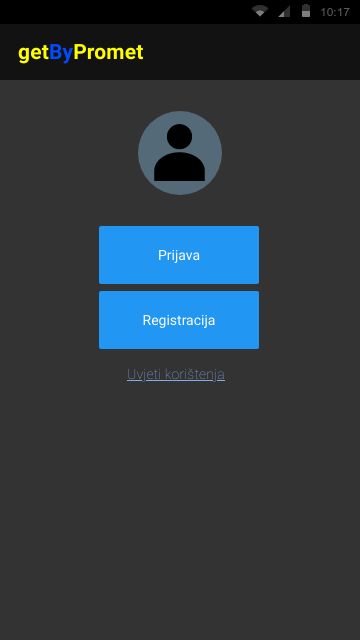 10:17
getByPromet
Prijava
Registracija
Uvjeti korištenja